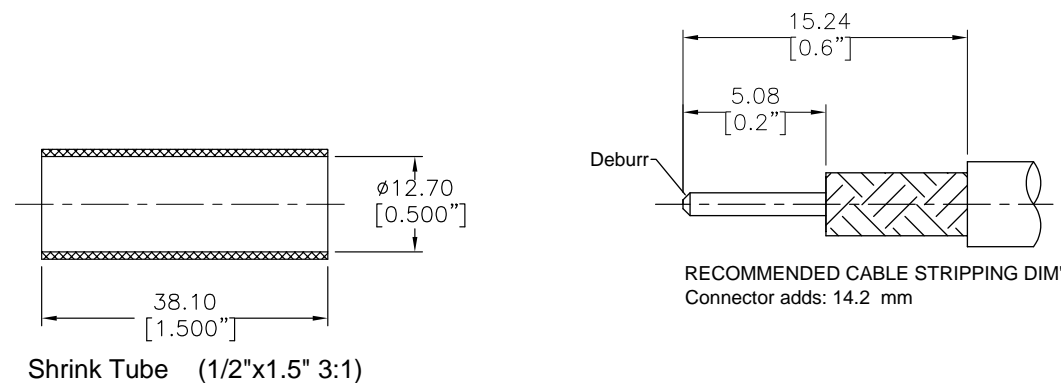 15.24
[0.6"]
5.08
[0.2"]
Deburr
ø12.70
[0.500"]
RECOMMENDED CABLE STRIPPING DIM'
Connector adds: 14.2 mm
38.10
[1.500"]
Shrink Tube (1/2"x1.5" 3:1)